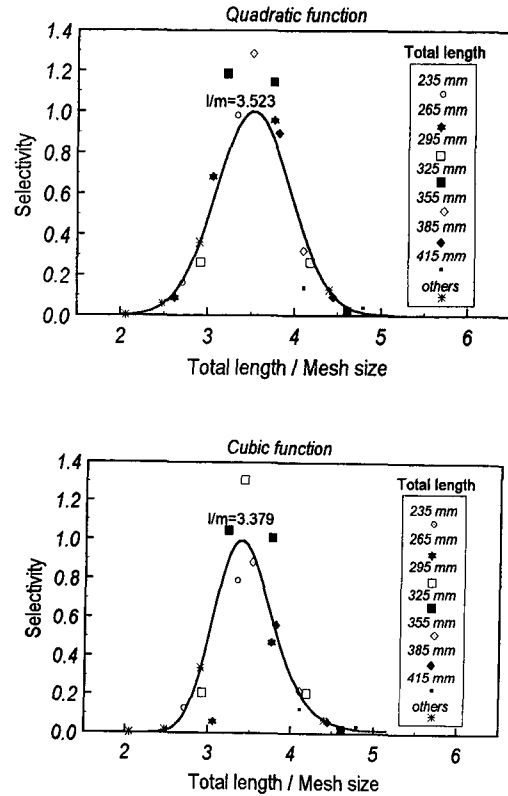 Quadratic function
1.4
1.2
1.0
0.8
0.6
0.4
0.2
0.0
Selectivity
l/m=3.523
2 3 4 5 6
Total length / Mesh size
Total length
235 mm
265 mm
295 mm
325 mm
355 mm
385 mm
415 mm
others
Cubic function
1.4
1.2
1.0
0.8
0.6
0.4
0.2
0.0
Selectivity
l/m=3.379
2 3 4 5 6
Total length / Mesh size
Total length
235 mm
265 mm
295 mm
325 mm
355 mm
385 mm
415 mm
others